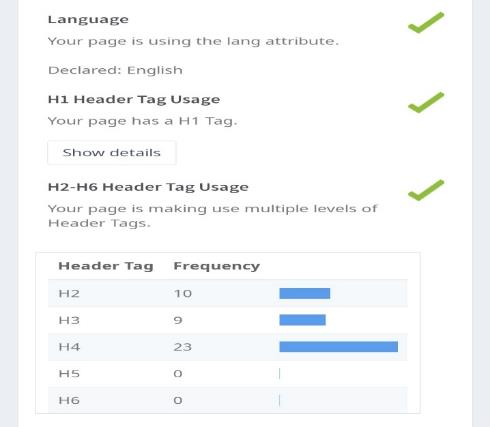 Language
Your page is using the lang attribute.
Declared: English
H1 Header Tag Usage
Your page has a H1 Tag.
Show details
H2-H6 Header Tag Usage
Your page is making use multiple levels of
Header Tags.
Header Tag Frequency
H2 10
H3 9
H4 23
H5 0
H6 0